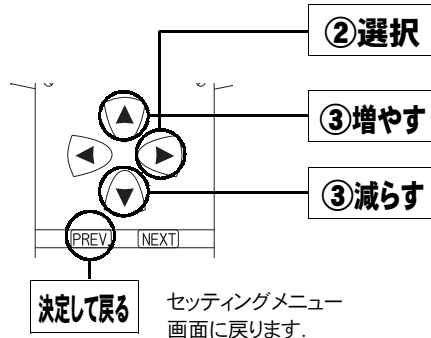 ②選択
③増やす
③減らす
PREV.
NEXT
決定して戻る
セッティングメニュー
画面に戻ります.